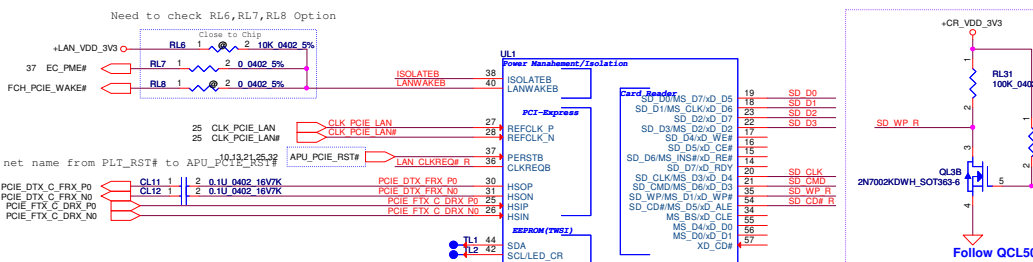 Need to check RL6,RL7,RL8 Option
Close to Chip
+LAN_VDD_3V3 RL6 1 @ 2 10K_0402_5%
37 EC_PME# RL7 1 2 0_0402_5%
FCH_PCIE_WAKE# RL8 1 @ 2 0_0402_5%
UL1
Power Manahement/Isolation
ISOLATEB 38 ISOLATEB
LANWAKEB 40 LANWAKEB
PCI-Express
25 CLK_PCIE_LAN CLK_PCIE_LAN 27 REFCLK_P
25 CLK_PCIE_LAN# CLK_PCIE_LAN# 28 REFCLK_N
net name from PLT_RST# to APU_PCIE_RST#
10,13,21,25,32 APU_PCIE_RST# 37 PERSTB
LAN_CLKREQ#_R 36 CLKREQB
PCIE_DTX_C_FRX_P0 CL11 1 2 0.1U_0402_16V7K PCIE_DTX_FRX_P0 30 HSOP
PCIE_DTX_C_FRX_N0 CL12 1 2 0.1U_0402_16V7K PCIE_DTX_FRX_N0 31 HSON
PCIE_FTX_C_DRX_P0 PCIE_FTX_C_DRX_P0 25 HSIP
PCIE_FTX_C_DRX_N0 PCIE_FTX_C_DRX_N0 26 HSIN
EEPROM(TWSI)
TL1 44 SDA
TL2 42 SCL/LED_CR
Card Reader
SD_D0/MS_D7/xD_D5 19 SD_D0
SD_D1/MS_CLK/xD_D6 18 SD_D1
SD_D2/xD_D7 23 SD_D2
SD_D3/MS_D2/xD_D2 22 SD_D3
SD_D4/xD_WE# 17
SD_D5/xD_CE# 16
SD_D6/MS_INS#/xD_RE# 15
SD_D7/xD_RDY 14
SD_CLK/MS_D3/xD_D4 20 SD_CLK
SD_CMD/MS_D6/xD_D3 21 SD_CMD
SD_WP/MS_D1/xD_WP# 35 SD_WP_R
SD_CD#/MS_D5/xD_ALE 54 SD_CD#_R
MS_BS/xD_CLE 34
MS_D4/xD_D0 55
MS_D0/xD_D1 56
XD_CD# 57
+CR_VDD_3V3
1
RL31
100K_040
2
SD_WP_R
3
QL3B
2N7002KDWH_SOT363-6
5
4
Follow QCL50